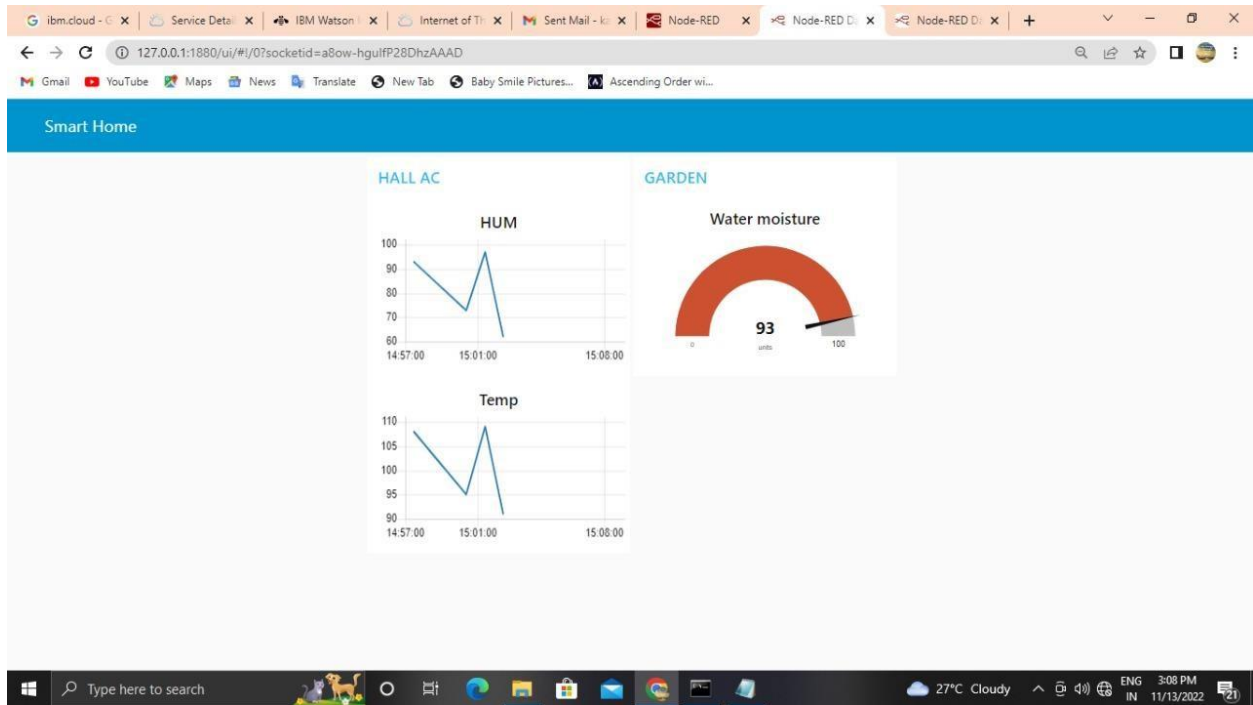 ibm.cloud - G
Service Detai
IBM Watson
Internet of Th
Sent Mail - ka
Node-RED
Node-RED Da
Node-RED Da
127.0.0.1:1880/ui/#!/0?socketid=a8ow-hgulfP28DhzAAAD
Gmail YouTube Maps News Translate New Tab Baby Smile Pictures... Ascending Order wi...
Smart Home
HALL AC
HUM
100
90
80
70
60
14:57:00 15:01:00 15:08:00
Temp
110
105
100
95
90
14:57:00 15:01:00 15:08:00
GARDEN
Water moisture
93
0 units 100
Type here to search
27°C Cloudy
ENG
IN
3:08 PM
11/13/2022
21